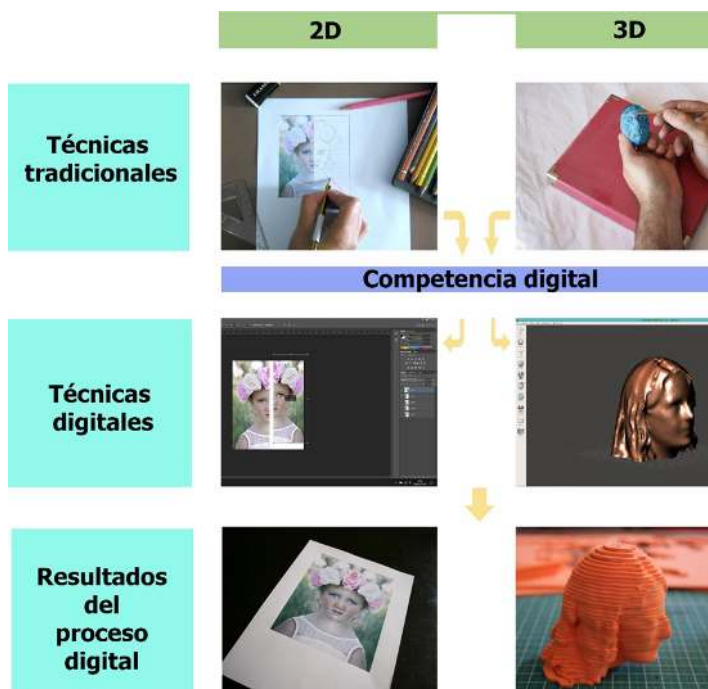 2D
3D
Técnicas
tradicionales
Competencia digital
Técnicas
digitales
Resultados
del
proceso
digital